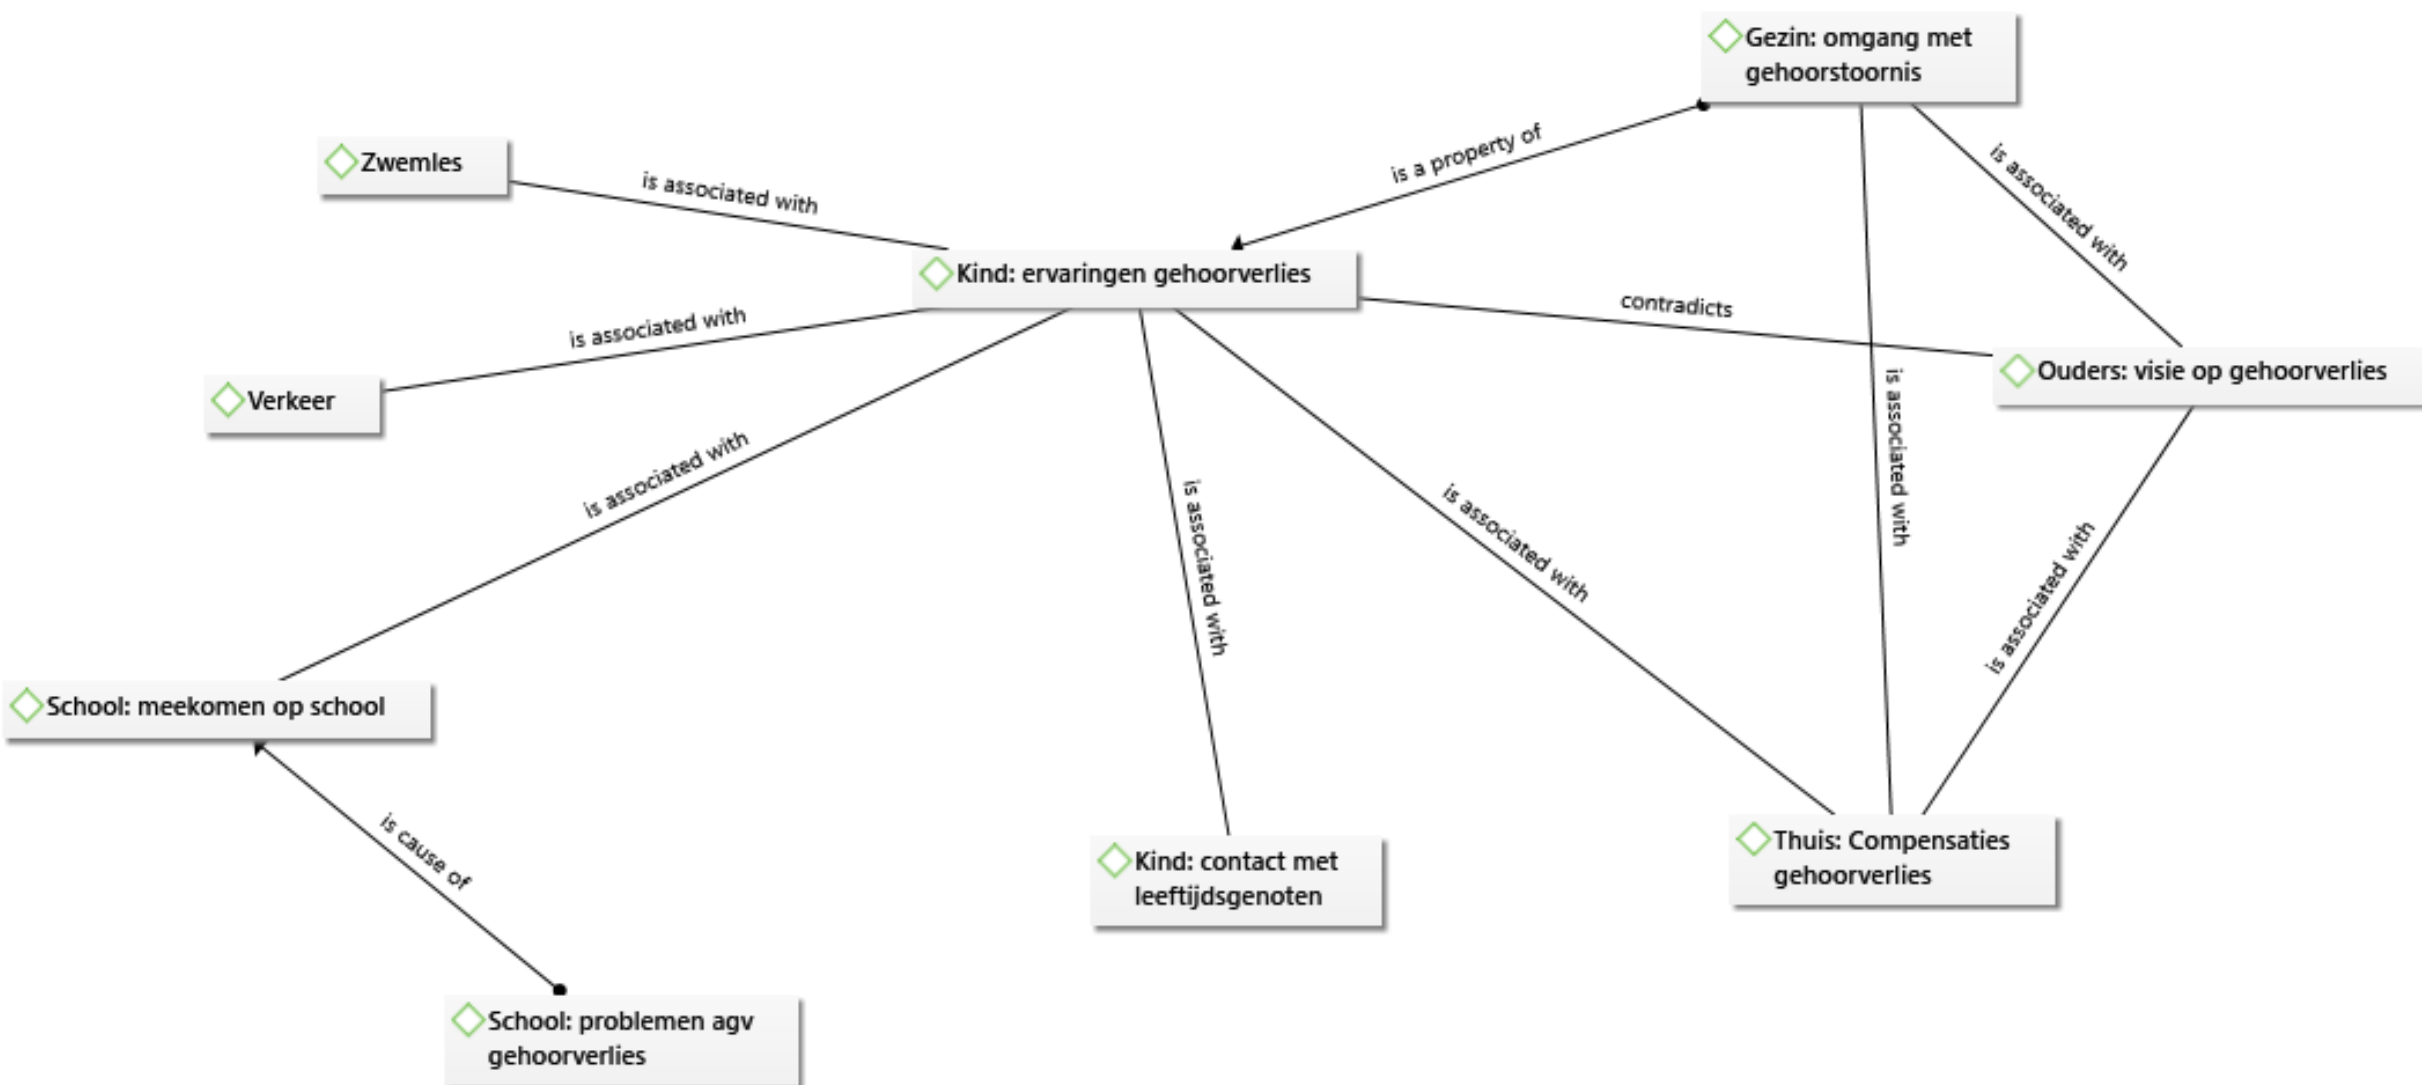 Gezin: omgang met
gehoorstoornis
is a property of
is associated with
Zwemles
is associated with
Kind: ervaringen gehoorverlies
contradicts
is associated with
Ouders: visie op gehoorverlies
Verkeer
is associated with
is associated with
is associated with
is associated with
is associated with
School: meekomen op school
is cause of
Kind: contact met
leeftijdsgenoten
Thuis: Compensaties
gehoorverlies
School: problemen agv
gehoorverlies